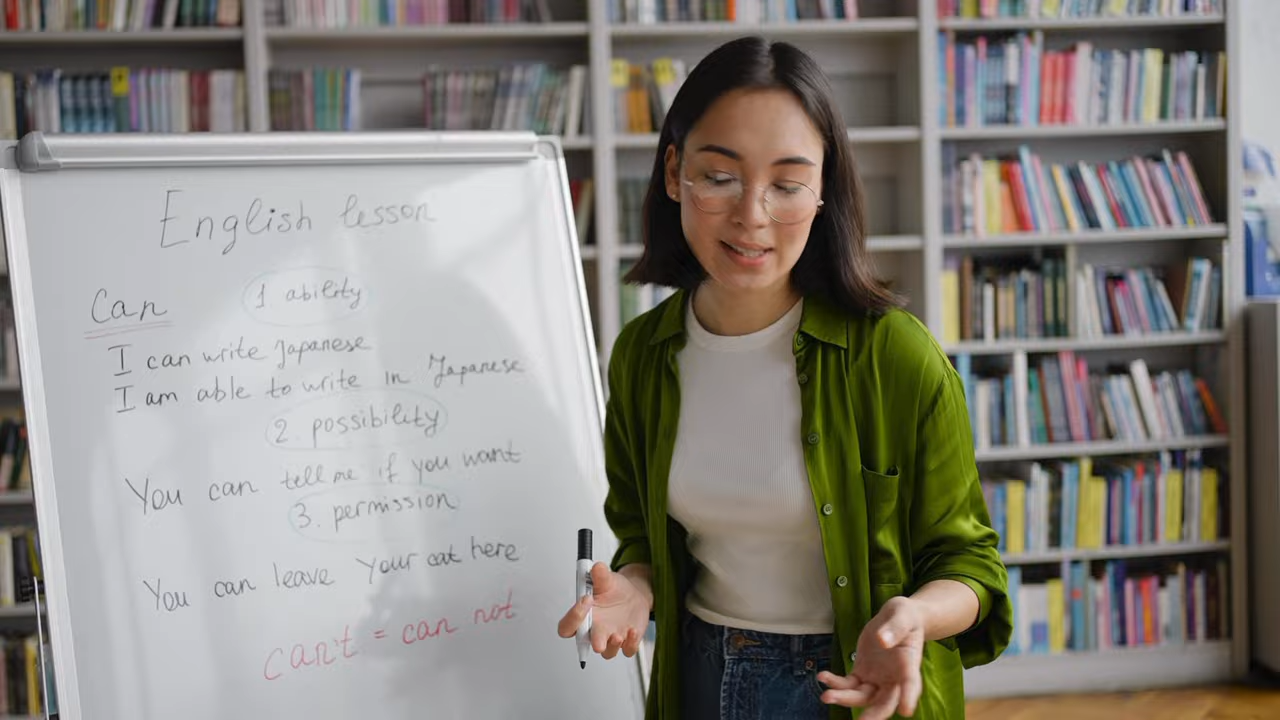 English lesson
Can
1. ability
I can write Japanese
I am able to write in Japanese
2. possibility
You can tell me if you want
3. permission
You can leave your cat here
can't = can not